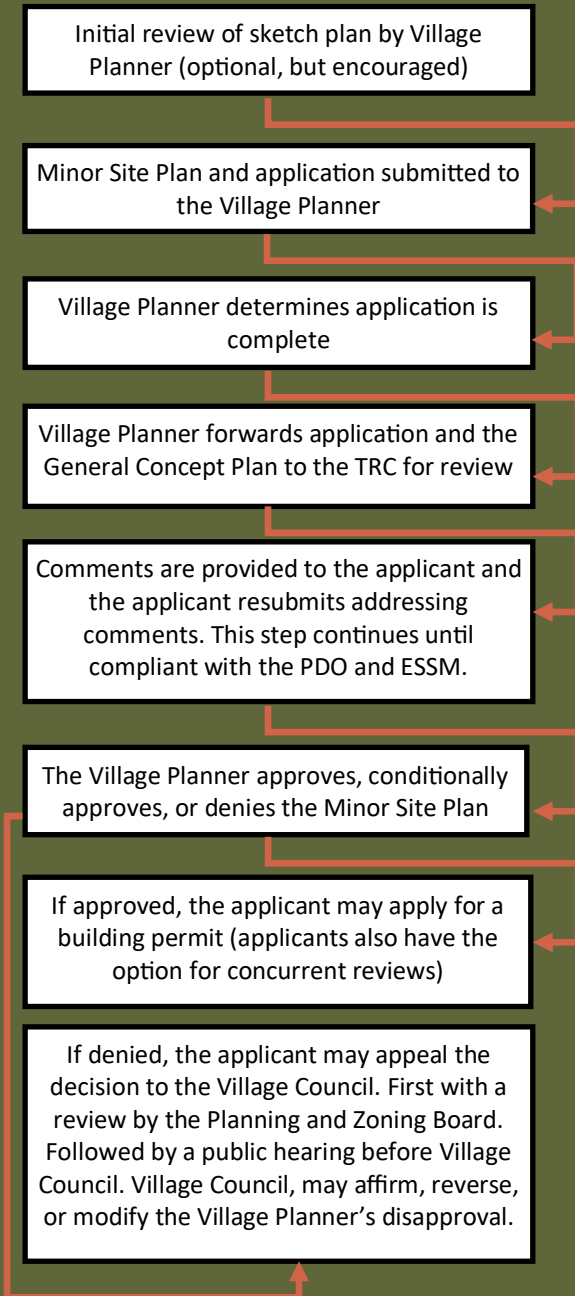 Initial review of sketch plan by Village
Planner (optional, but encouraged)
Minor Site Plan and application submitted to
the Village Planner
Village Planner determines application is
complete
Village Planner forwards application and the
General Concept Plan to the TRC for review
Comments are provided to the applicant and
the applicant resubmits addressing
comments. This step continues until
compliant with the PDO and ESSM.
The Village Planner approves, conditionally
approves, or denies the Minor Site Plan
If approved, the applicant may apply for a
building permit (applicants also have the
option for concurrent reviews)
If denied, the applicant may appeal the
decision to the Village Council. First with a
review by the Planning and Zoning Board.
Followed by a public hearing before Village
Council. Village Council, may affirm, reverse,
or modify the Village Planner’s disapproval.